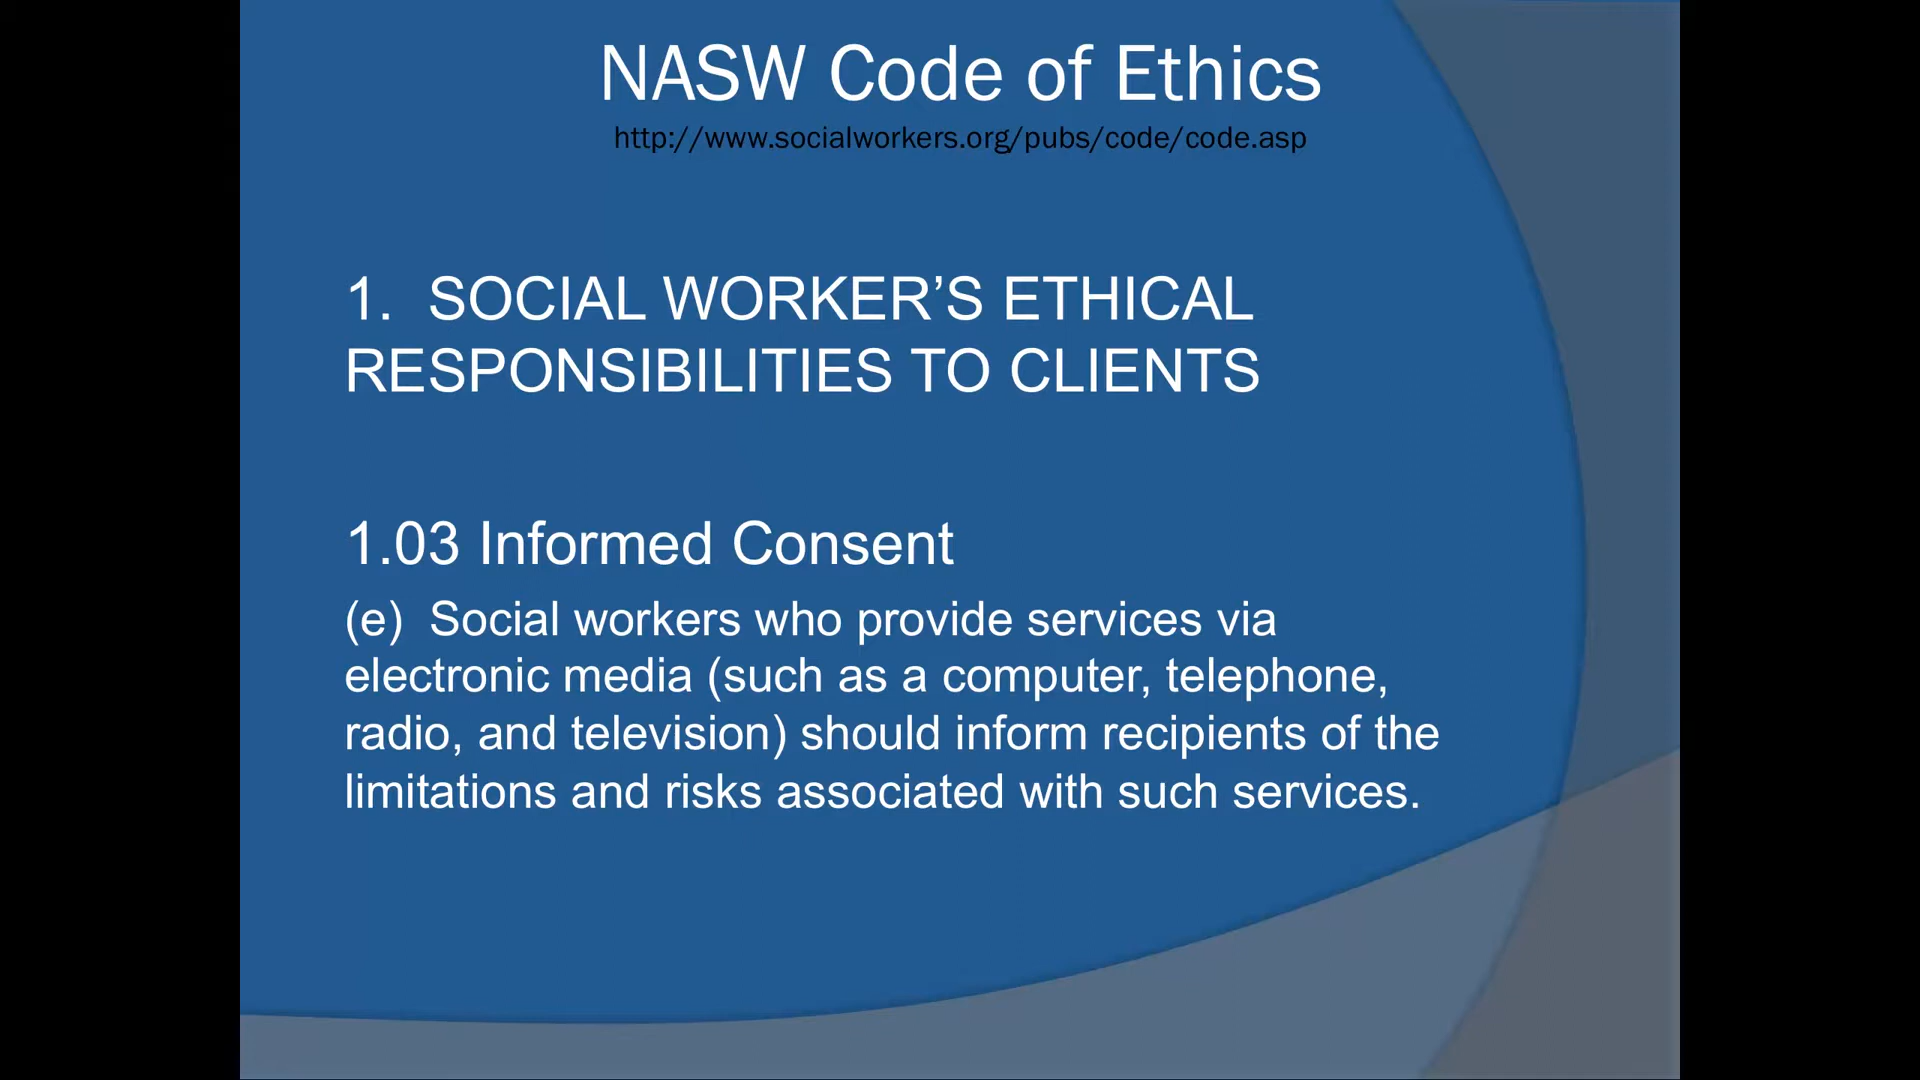 NASW Code of Ethics
http://www.socialworkers.org/pubs/code/code.asp
1. SOCIAL WORKER’S ETHICAL
RESPONSIBILITIES TO CLIENTS
1.03 Informed Consent
(e) Social workers who provide services via
electronic media (such as a computer, telephone,
radio, and television) should inform recipients of the
limitations and risks associated with such services.